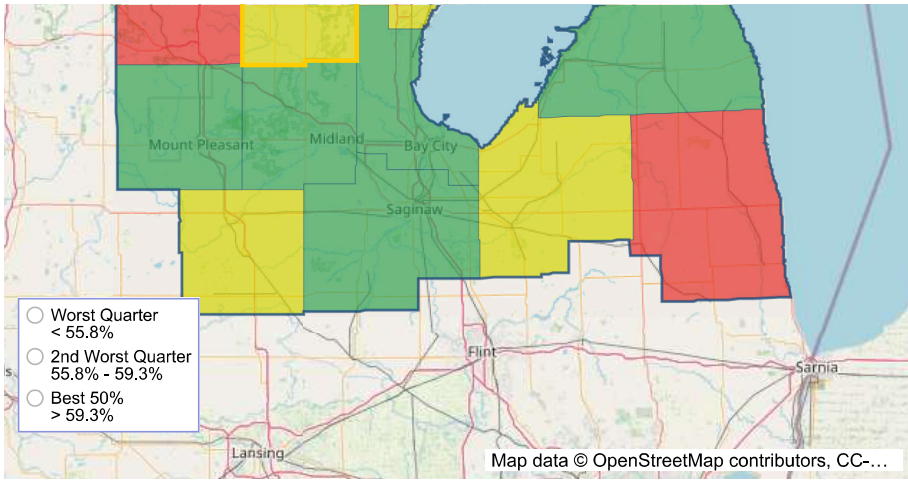 Mount Pleasant
Midland
Bay City
Saginaw
Worst Quarter
< 55.8%
2nd Worst Quarter
55.8% - 59.3%
Best 50%
> 59.3%
Flint
Sarnia
Lansing
Map data © OpenStreetMap contributors, CC-…